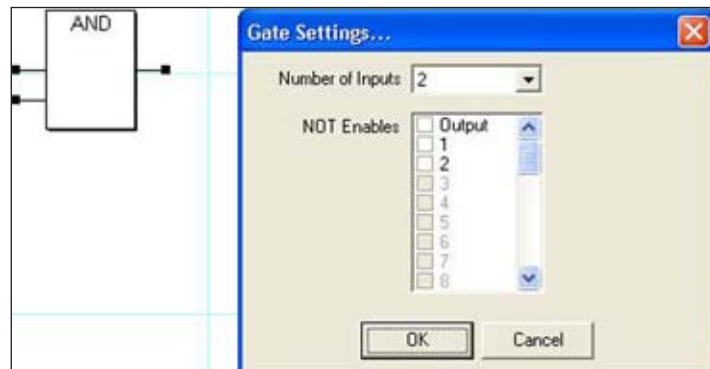 AND
Gate Settings...
Number of Inputs 2
NOT Enables
Output
1
2
3
4
5
6
7
8
OK Cancel